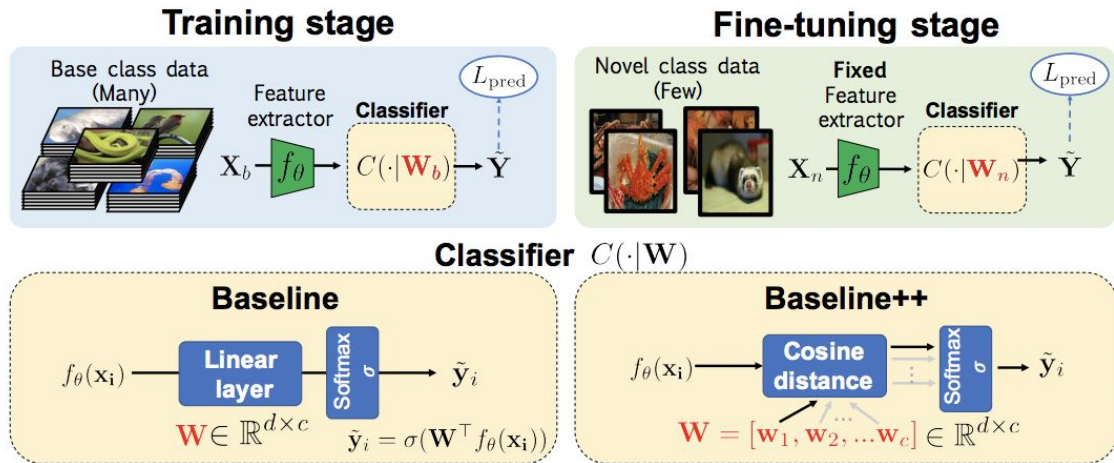 Training stage
Base class data
(Many)
Feature
extractor
Classifier
L_pred
X_b
f_θ
C(·|W_b)
Ỹ
Fine-tuning stage
Novel class data
(Few)
Fixed
Feature
extractor
Classifier
L_pred
X_n
f_θ
C(·|W_n)
Ỹ
Classifier C(·|W)
Baseline
f_θ(x_i)
Linear
layer
Softmax
σ
ỹ_i
W ∈ ℝ^{d×c}
ỹ_i = σ(W^⊤ f_θ(x_i))
Baseline++
f_θ(x_i)
Cosine
distance
Softmax
σ
ỹ_i
...
W = [w_1, w_2, ...w_c] ∈ ℝ^{d×c}